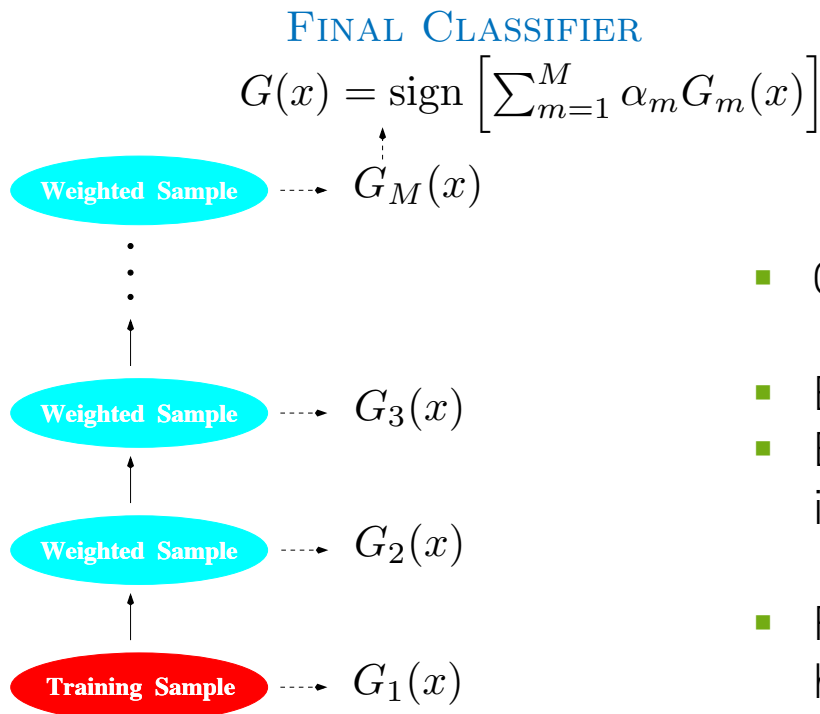 FINAL CLASSIFIER
G(x) = sign [∑_{m=1}^{M} α_m G_m(x)]
Weighted Sample G_M(x)
Weighted Sample G_3(x)
Weighted Sample G_2(x)
Training Sample G_1(x)